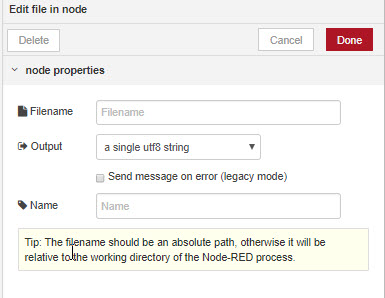 Edit file in node
Delete
Cancel
Done
node properties
Filename
Filename
Output
a single utf8 string
Send message on error (legacy mode)
Name
Name
Tip: The filename should be an absolute path, otherwise it will be
relative to the working directory of the Node-RED process.